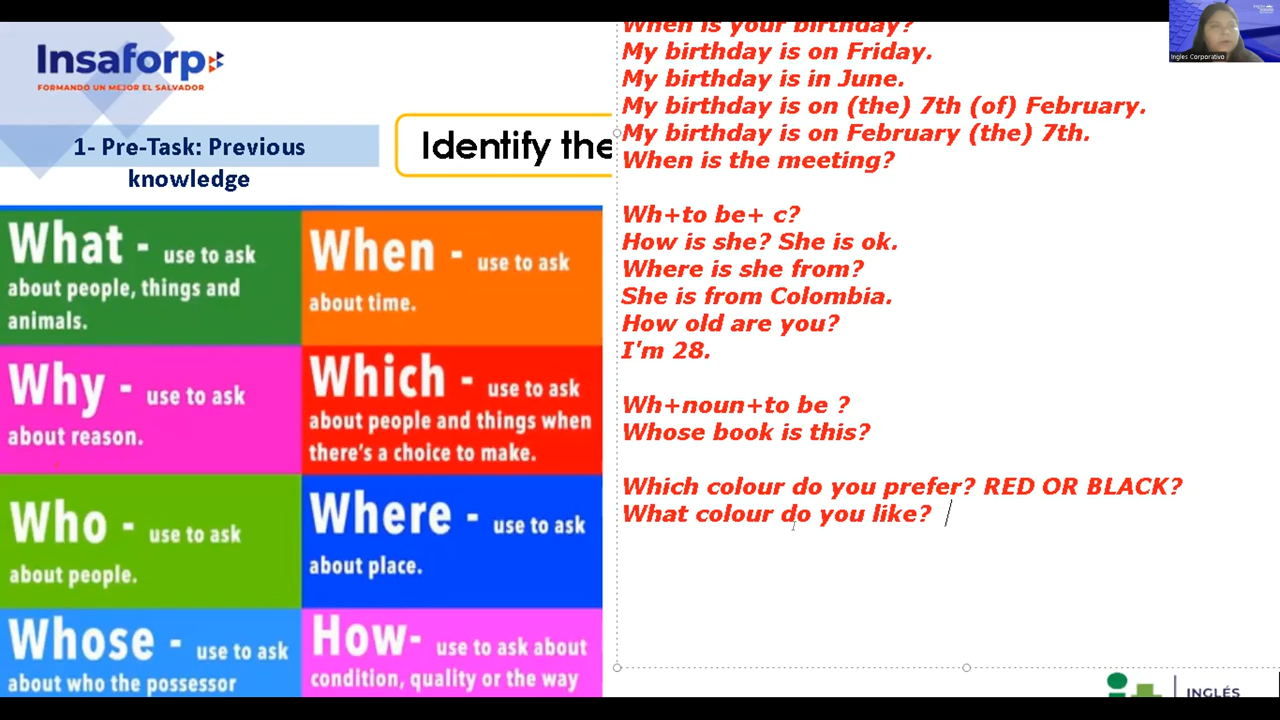 Insaforp
FORMANDO UN MEJOR EL SALVADOR
1- Pre-Task: Previous
knowledge
Identify the
What - use to ask
about people, things and
animals.
When - use to ask
about time.
Why - use to ask
about reason.
Which - use to ask
about people and things when
there's a choice to make.
Who - use to ask
about people.
Where - use to ask
about place.
Whose - use to ask
about who the possessor
How- use to ask about
condition, quality or the way
When is your birthday?
My birthday is on Friday.
My birthday is in June.
My birthday is on (the) 7th (of) February.
My birthday is on February (the) 7th.
When is the meeting?
Wh+to be+ c?
How is she? She is ok.
Where is she from?
She is from Colombia.
How old are you?
I'm 28.
Wh+noun+to be ?
Whose book is this?
Which colour do you prefer? RED OR BLACK?
What colour do you like?
Ingles Corporativo
INGLÉS